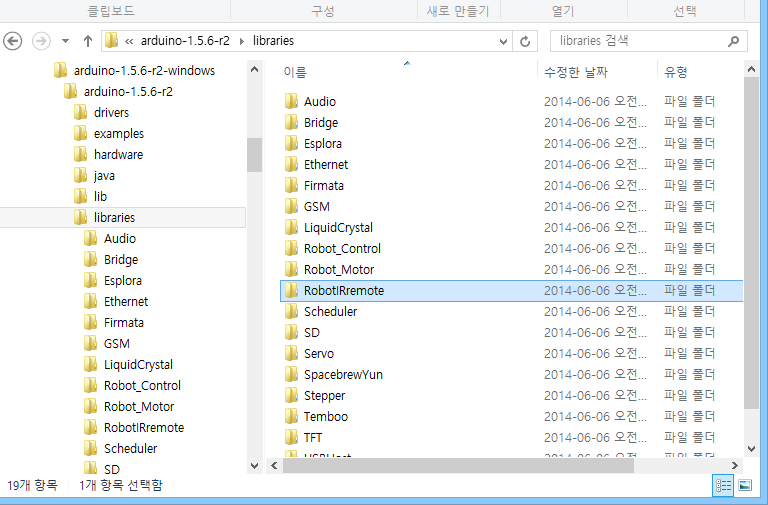 클립보드 구성 새로 만들기 열기 선택
« arduino-1.5.6-r2 › libraries libraries 검색
arduino-1.5.6-r2-windows
arduino-1.5.6-r2
drivers
examples
hardware
java
lib
libraries
Audio
Bridge
Esplora
Ethernet
Firmata
GSM
LiquidCrystal
Robot_Control
Robot_Motor
RobotIRremote
Scheduler
SD
이름 수정한 날짜 유형
Audio 2014-06-06 오전... 파일 폴더
Bridge 2014-06-06 오전... 파일 폴더
Esplora 2014-06-06 오전... 파일 폴더
Ethernet 2014-06-06 오전... 파일 폴더
Firmata 2014-06-06 오전... 파일 폴더
GSM 2014-06-06 오전... 파일 폴더
LiquidCrystal 2014-06-06 오전... 파일 폴더
Robot_Control 2014-06-06 오전... 파일 폴더
Robot_Motor 2014-06-06 오전... 파일 폴더
RobotIRremote 2014-06-06 오전... 파일 폴더
Scheduler 2014-06-06 오전... 파일 폴더
SD 2014-06-06 오전... 파일 폴더
Servo 2014-06-06 오전... 파일 폴더
SpacebrewYun 2014-06-06 오전... 파일 폴더
Stepper 2014-06-06 오전... 파일 폴더
Temboo 2014-06-06 오전... 파일 폴더
TFT 2014-06-06 오전... 파일 폴더
19개 항목 1개 항목 선택함